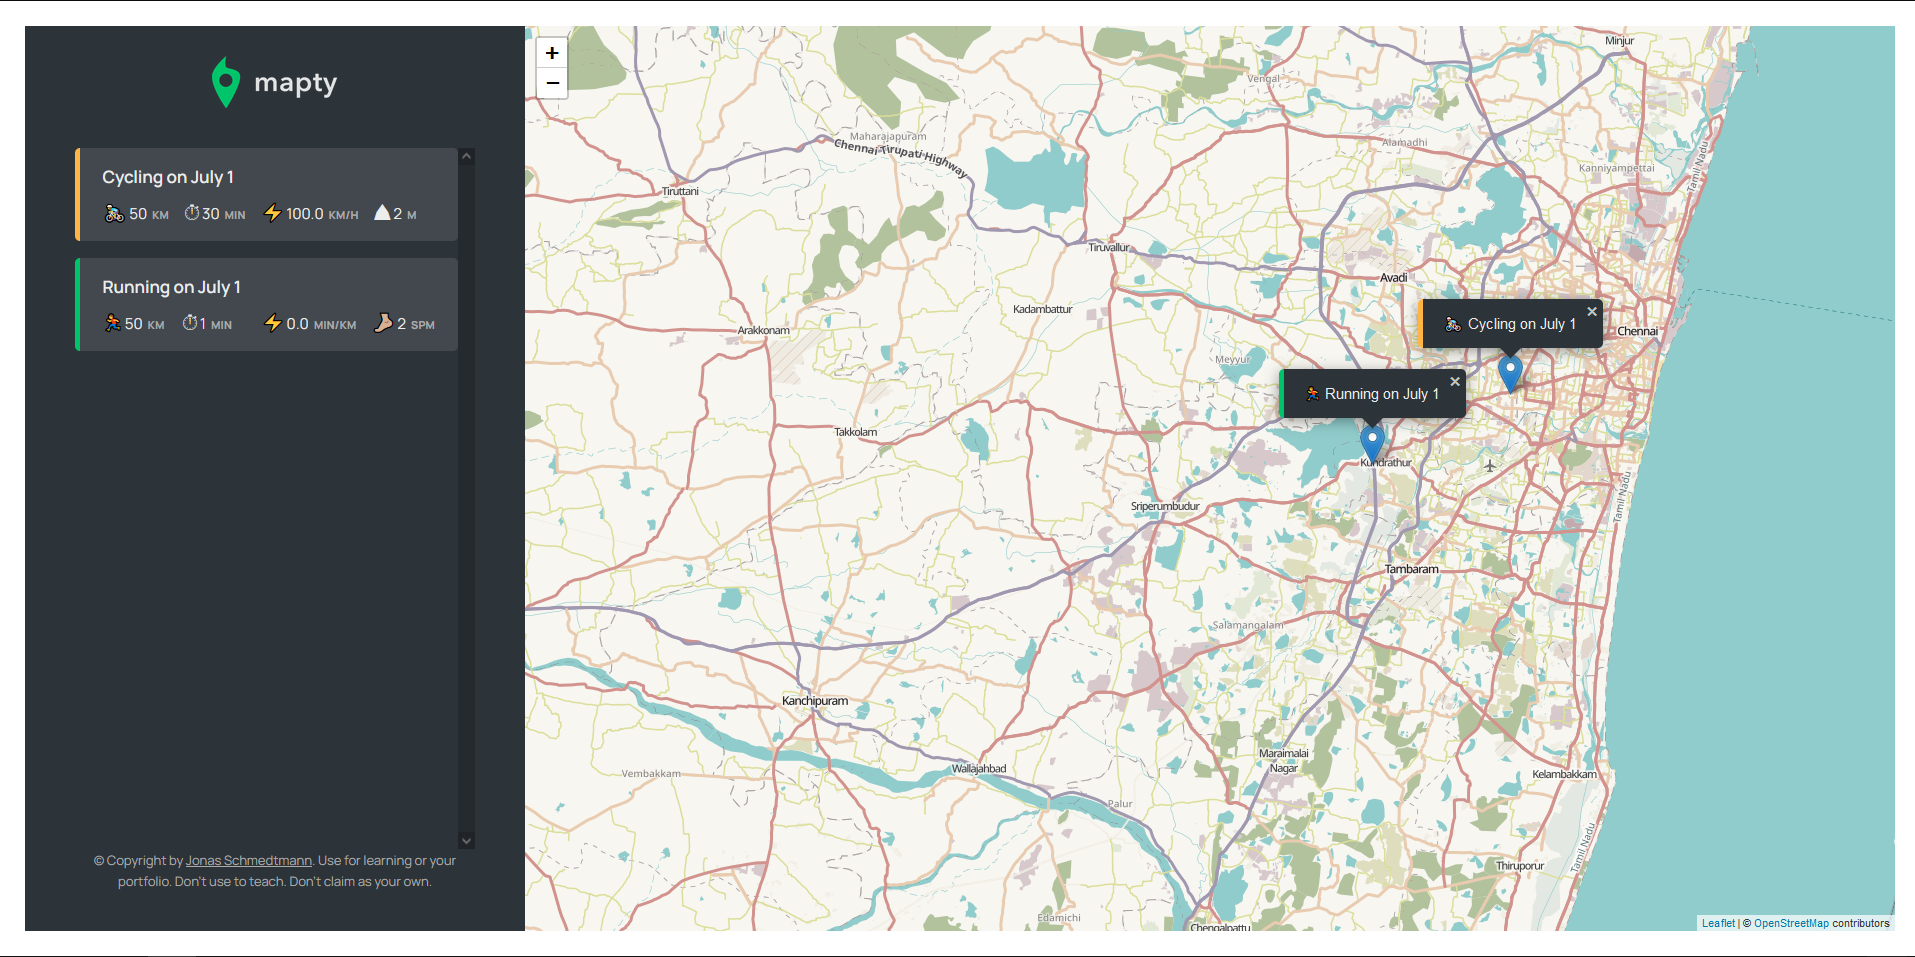 mapty
Cycling on July 1
50 KM 30 MIN 100.0 KM/H 2 M
Running on July 1
50 KM 1 MIN 0.0 MIN/KM 2 SPM
© Copyright by Jonas Schmedtmann. Use for learning or your
portfolio. Don't use to teach. Don't claim as your own.
+
−
Minjur
Vengal
Maharajapuram
Chennai Tirupati Highway
Alamadhi
Kanniyampettai
Tamil Nadu
Tiruttani
Tiruvallur
Avadi
Kadambattur
Cycling on July 1 ×
Arakkonam
Chennai
Meyyur
Running on July 1 ×
Takkolam
Kundrathur
Tamil Nadu
Sriperumbudur
Tambaram
Salamangalam
Kanchipuram
Maraimalai
Nagar
Wallajahbad
Vembakkam
Kelambakkam
Palur
Tamil Nadu
Thiruporur
Edamichi
Chengalpattu
Leaflet | © OpenStreetMap contributors